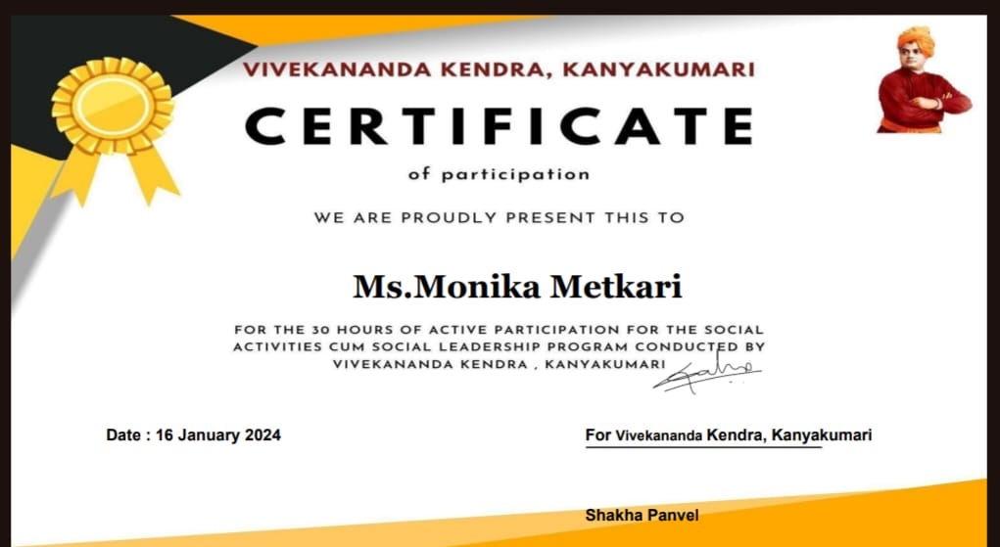 VIVEKANANDA KENDRA, KANYAKUMARI
CERTIFICATE
of participation
WE ARE PROUDLY PRESENT THIS TO
Ms.Monika Metkari
FOR THE 30 HOURS OF ACTIVE PARTICIPATION FOR THE SOCIAL
ACTIVITIES CUM SOCIAL LEADERSHIP PROGRAM CONDUCTED BY
VIVEKANANDA KENDRA , KANYAKUMARI
Date : 16 January 2024
For Vivekananda Kendra, Kanyakumari
Shakha Panvel